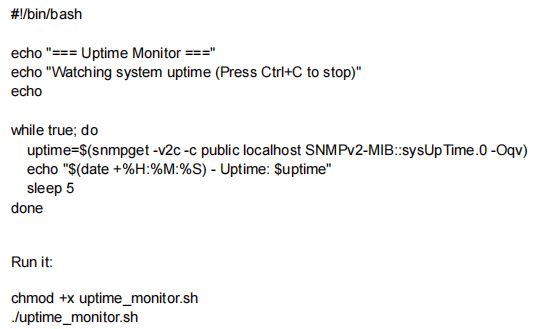 #!/bin/bash

echo "=== Uptime Monitor ==="
echo "Watching system uptime (Press Ctrl+C to stop)"
echo

while true; do
    uptime=$(snmpget -v2c -c public localhost SNMPv2-MIB::sysUpTime.0 -Oqv)
    echo "$(date +%H:%M:%S) - Uptime: $uptime"
    sleep 5
done

Run it:

chmod +x uptime_monitor.sh
./uptime_monitor.sh